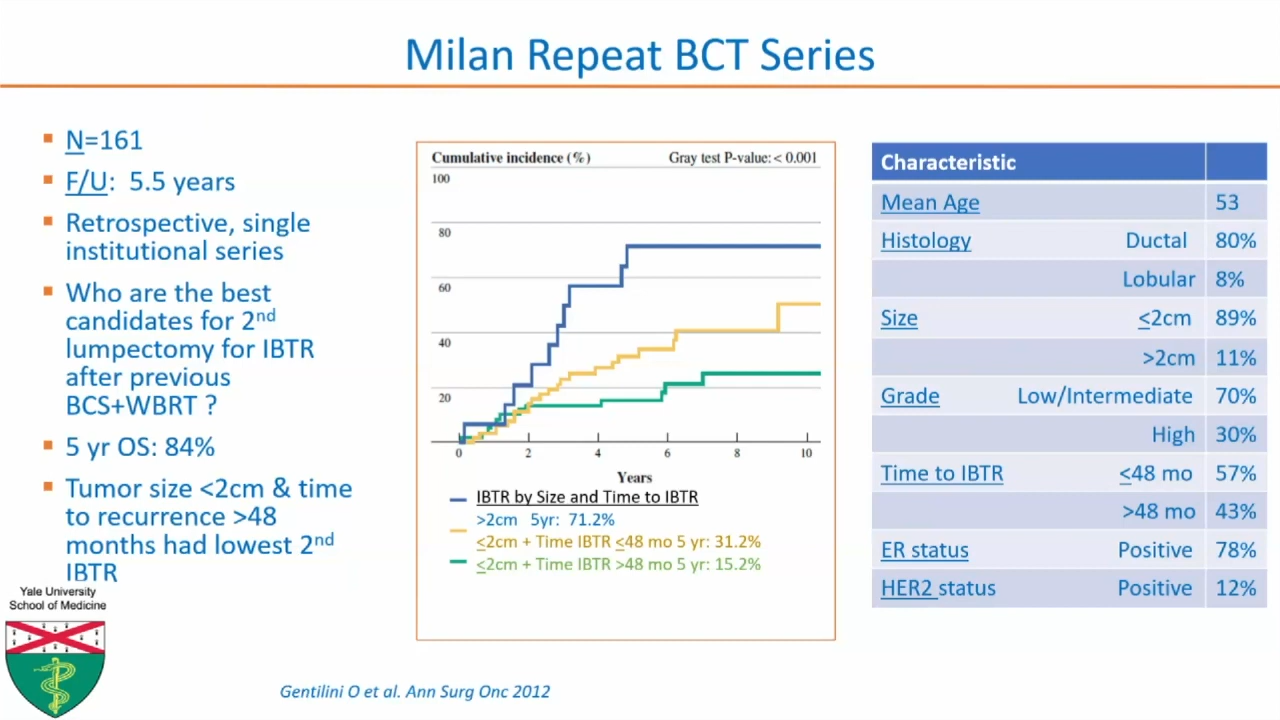 Milan Repeat BCT Series
N=161
F/U: 5.5 years
Retrospective, single
institutional series
Who are the best
candidates for 2nd
lumpectomy for IBTR
after previous
BCS+WBRT ?
5 yr OS: 84%
Tumor size <2cm & time
to recurrence >48
months had lowest 2nd
IBTR
Yale University
School of Medicine
Cumulative incidence (%) Gray test P-value: < 0.001
100
80
60
40
20
0 2 4 6 8 10
Years
IBTR by Size and Time to IBTR
>2cm 5yr: 71.2%
≤2cm + Time IBTR ≤48 mo 5 yr: 31.2%
≤2cm + Time IBTR >48 mo 5 yr: 15.2%
Characteristic
Mean Age 53
Histology Ductal 80%
Lobular 8%
Size ≤2cm 89%
>2cm 11%
Grade Low/Intermediate 70%
High 30%
Time to IBTR ≤48 mo 57%
>48 mo 43%
ER status Positive 78%
HER2 status Positive 12%
Gentilini O et al. Ann Surg Onc 2012